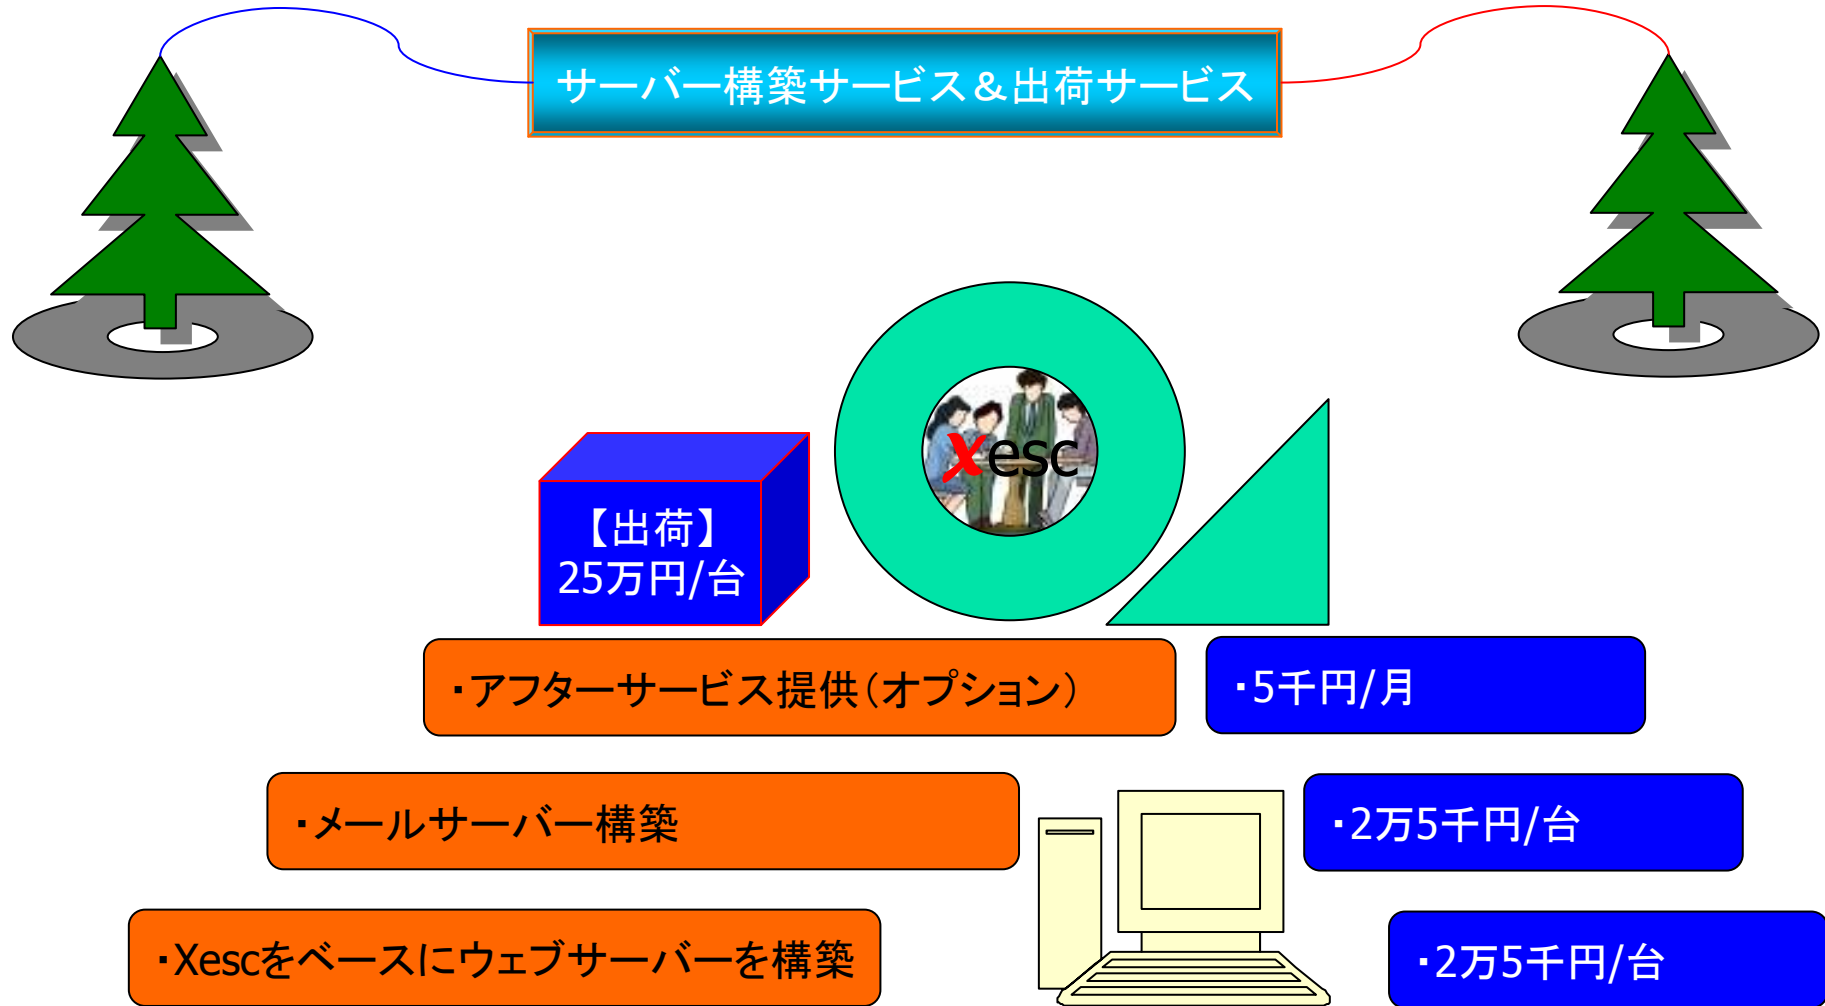 サーバー構築サービス＆出荷サービス
xesc
【出荷】
25万円/台
・アフターサービス提供（オプション）
・5千円/月
・メールサーバー構築
・2万5千円/台
・Xescをベースにウェブサーバーを構築
・2万5千円/台